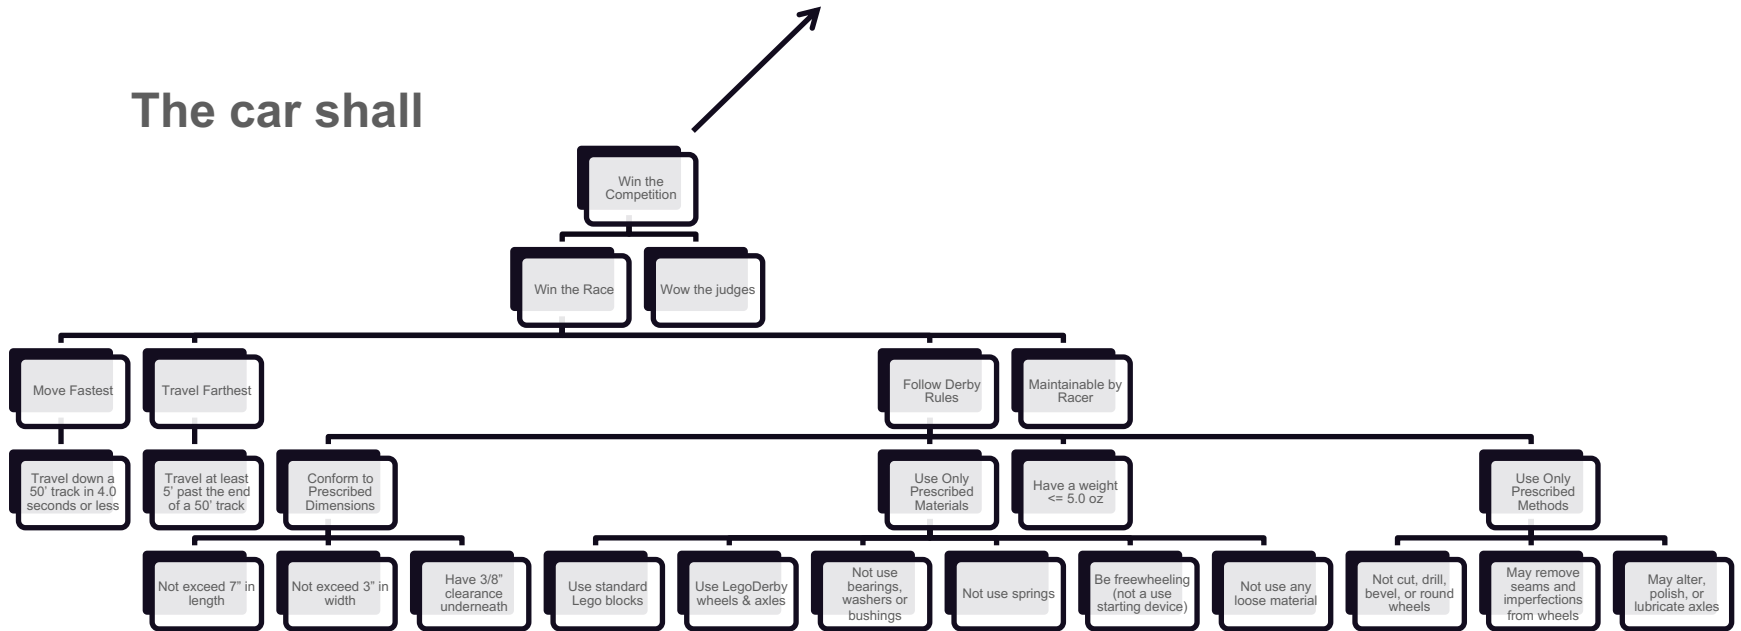 The car shall
Win the
Competition
Win the Race
Wow the judges
Move Fastest
Travel Farthest
Follow Derby
Rules
Maintainable by
Racer
Travel down a
50’ track in 4.0
seconds or less
Travel at least
5’ past the end
of a 50’ track
Conform to
Prescribed
Dimensions
Use Only
Prescribed
Materials
Have a weight
<= 5.0 oz
Use Only
Prescribed
Methods
Not exceed 7” in
length
Not exceed 3” in
width
Have 3/8”
clearance
underneath
Use standard
Lego blocks
Use LegoDerby
wheels & axles
Not use
bearings,
washers or
bushings
Not use springs
Be freewheeling
(not a use
starting device)
Not use any
loose material
Not cut, drill,
bevel, or round
wheels
May remove
seams and
imperfections
from wheels
May alter,
polish, or
lubricate axles